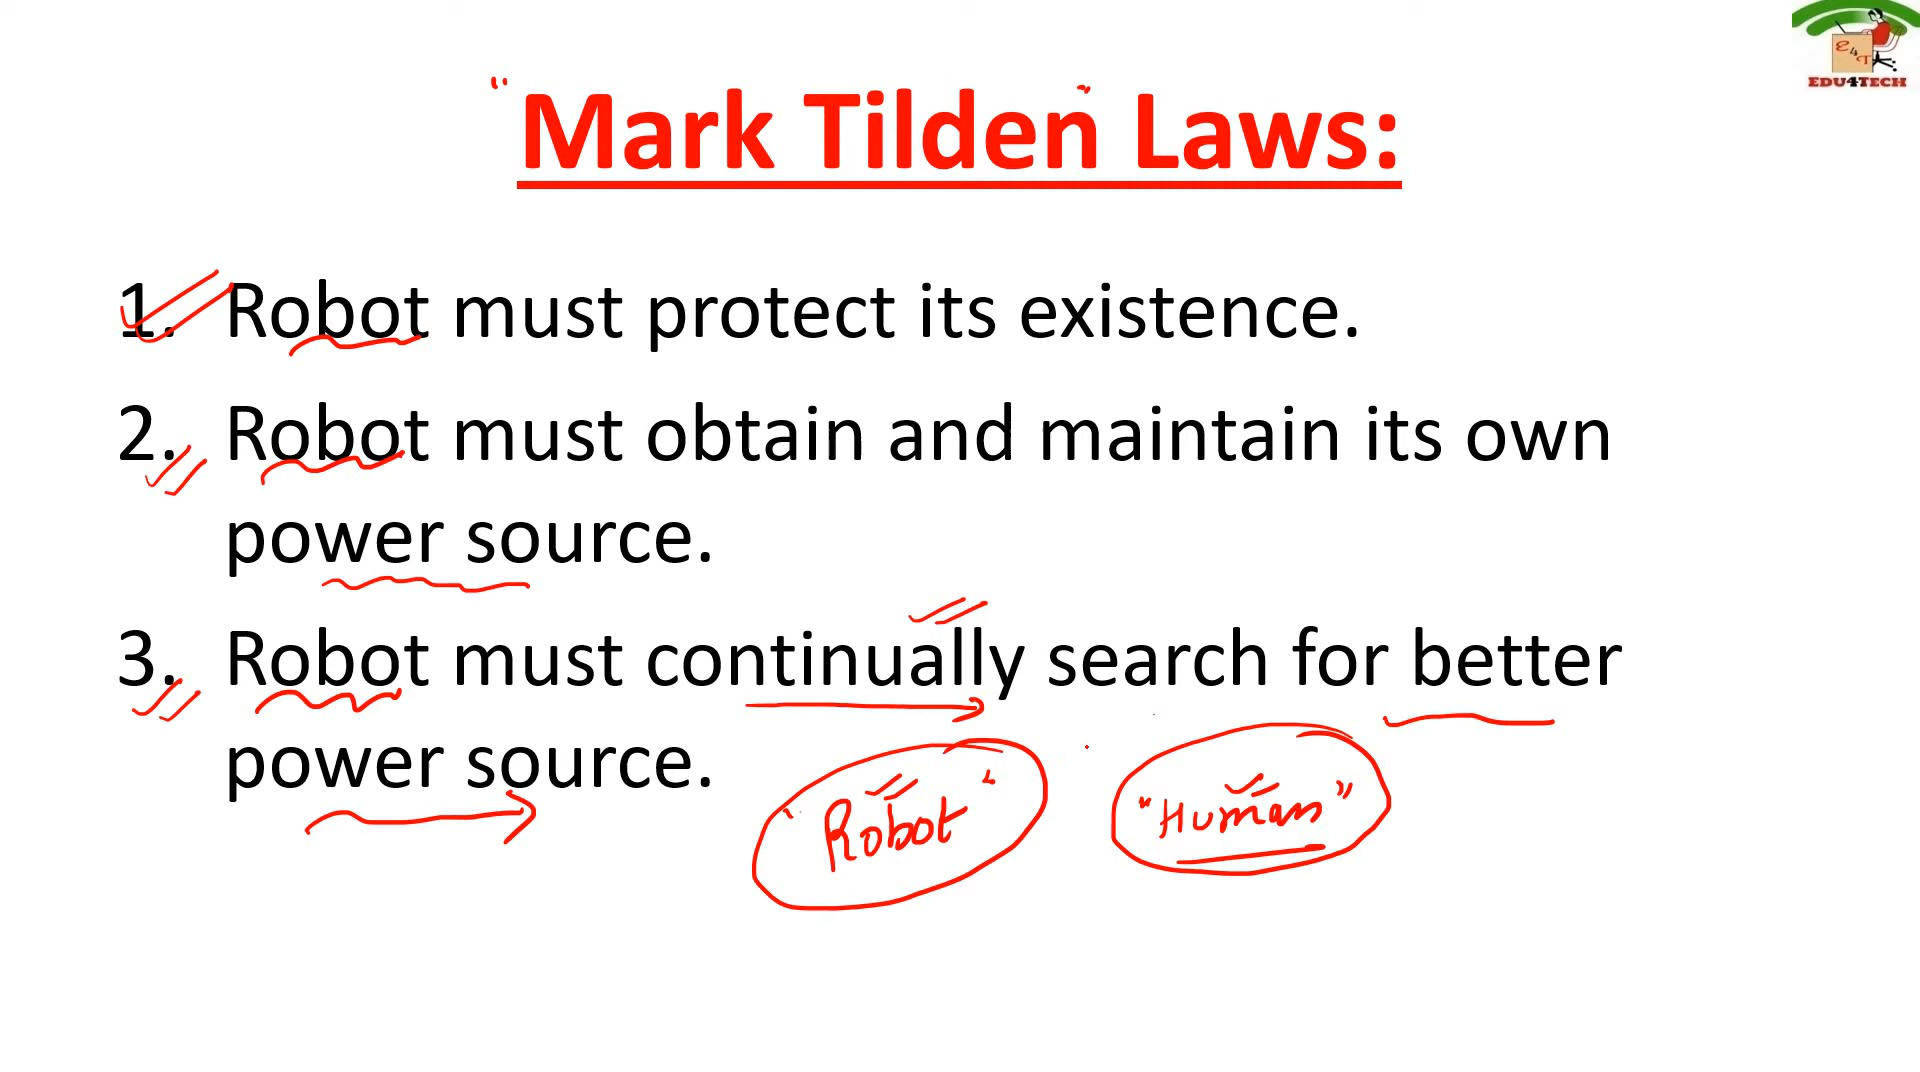 E4T
EDU4TECH
"Mark Tilden" Laws:
1. Robot must protect its existence.
2. Robot must obtain and maintain its own
power source.
3. Robot must continually search for better
power source.
"Robot" "Human"